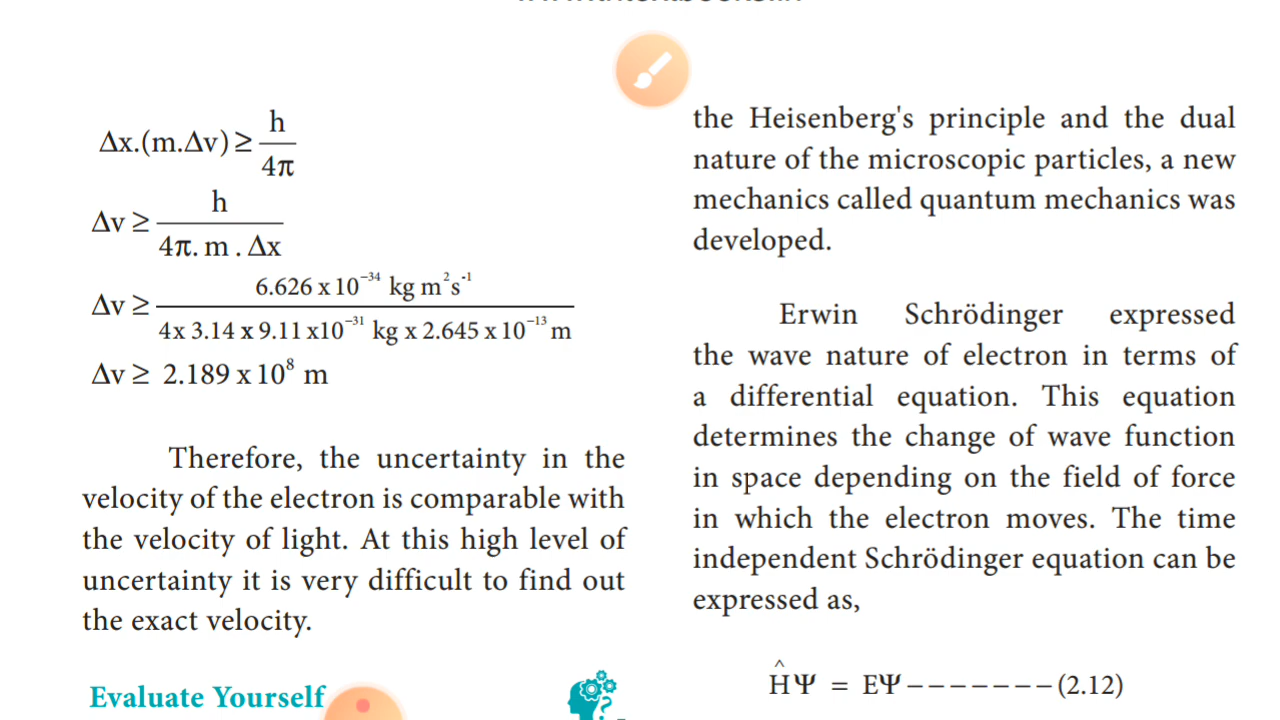 Δx.(m.Δv) ≥ h / 4π
Δv ≥ h / 4π. m . Δx
Δv ≥ 6.626 x 10⁻³⁴ kg m²s⁻¹ / 4x 3.14 x 9.11 x10⁻³¹ kg x 2.645 x 10⁻¹³ m
Δv ≥ 2.189 x 10⁸ m
Therefore, the uncertainty in the
velocity of the electron is comparable with
the velocity of light. At this high level of
uncertainty it is very difficult to find out
the exact velocity.
Evaluate Yourself
the Heisenberg's principle and the dual
nature of the microscopic particles, a new
mechanics called quantum mechanics was
developed.
Erwin Schrödinger expressed
the wave nature of electron in terms of
a differential equation. This equation
determines the change of wave function
in space depending on the field of force
in which the electron moves. The time
independent Schrödinger equation can be
expressed as,
ĤΨ = EΨ−−−−−−−(2.12)